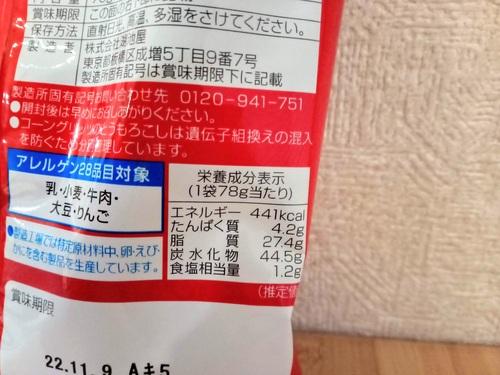 賞味期限 この面の
保存方法 直射日光、高温、多湿をさけてください。
製造者 株式会社湖池屋
東京都板橋区成増5丁目9番7号
製造所固有記号は賞味期限下に記載
製造所固有記号お問い合わせ先 0120-941-751
●開封後は早めにお召しあがりください。
●コーングリッツのとうもろこしは遺伝子組換えの混入
を防ぐため分別管理しています。
アレルゲン28品目対象
乳・小麦・牛肉・
大豆・りんご
●製造工場では特定原材料中、卵・えび・
かにを含む製品を生産しています。
栄養成分表示
(1袋78g当たり)
エネルギー 441kcal
たんぱく質 4.2g
脂質 27.4g
炭水化物 44.5g
食塩相当量 1.2g
(推定値
賞味期限
22.11.9 Aキ5